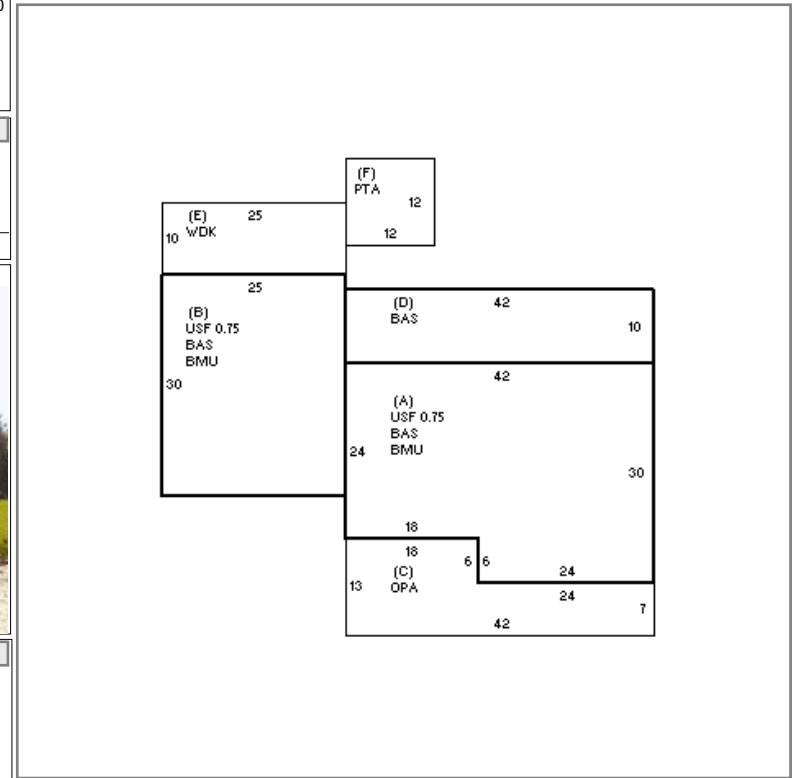 (F)
PTA
12
12
(E)
WDK
25
10
25
(B)
USF 0.75
BAS
BMU
30
(D)
BAS
42
10
42
(A)
USF 0.75
BAS
BMU
24
30
18
18
6
6
24
24
(C)
OPA
13
7
42